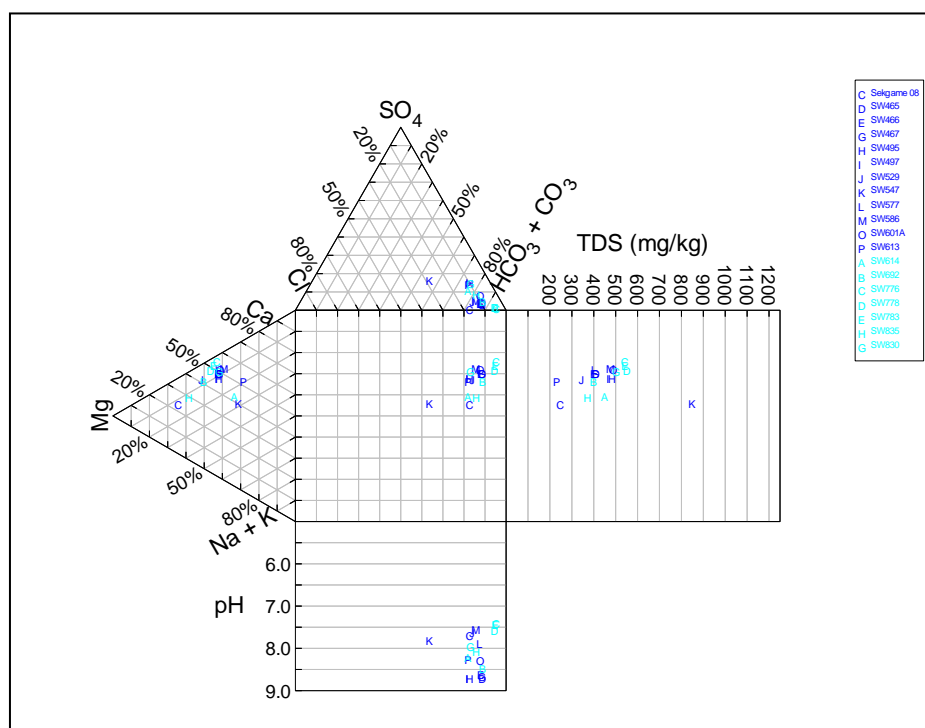 SO4
20%
20%
50%
50%
80%
80%
Cl
HCO3 + CO3
TDS (mg/kg)
200
300
400
500
600
700
800
900
1000
1100
1200
Ca
80%
50%
20%
Mg
20%
50%
80%
Na + K
pH
6.0
7.0
8.0
9.0
C Sekgame 08
D SW465
E SW466
G SW467
H SW495
I SW497
J SW529
K SW547
L SW577
M SW586
O SW601A
P SW613
A SW614
B SW692
C SW776
D SW778
E SW783
H SW835
G SW830